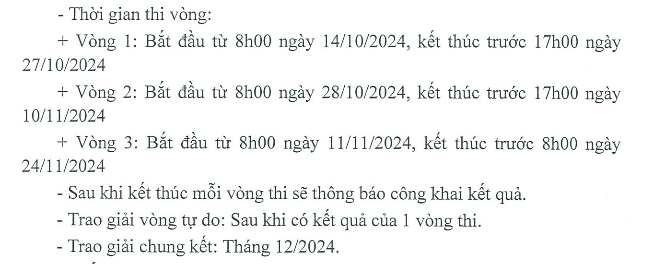 - Thời gian thi vòng:
+ Vòng 1: Bắt đầu từ 8h00 ngày 14/10/2024, kết thúc trước 17h00 ngày
27/10/2024
+ Vòng 2: Bắt đầu từ 8h00 ngày 28/10/2024, kết thúc trước 17h00 ngày
10/11/2024
+ Vòng 3: Bắt đầu từ 8h00 ngày 11/11/2024, kết thúc trước 8h00 ngày
24/11/2024
- Sau khi kết thúc mỗi vòng thi sẽ thông báo công khai kết quả.
- Trao giải vòng tự do: Sau khi có kết quả của 1 vòng thi.
- Trao giải chung kết: Tháng 12/2024.